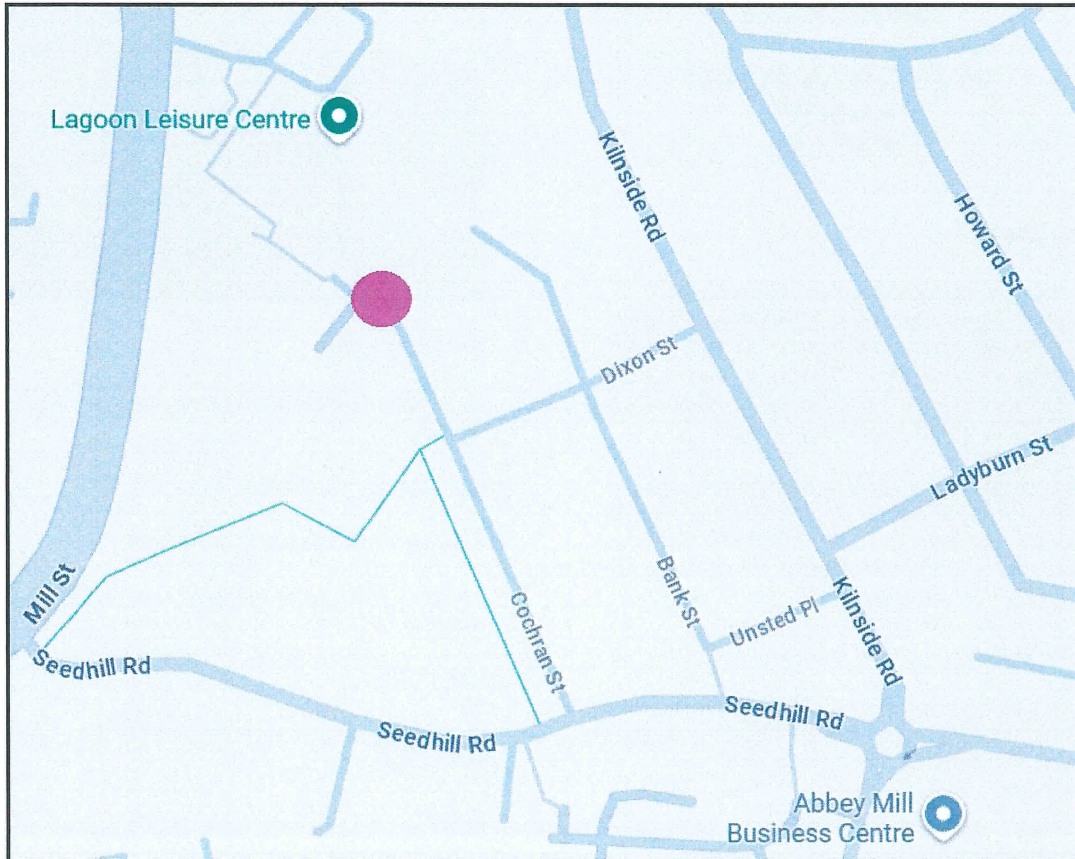 Lagoon Leisure Centre
Kilnside Rd
Howard St
Dixon St
Ladyburn St
Mill St
Cochran St
Bank St
Unsted Pl
Kilnside Rd
Seedhill Rd
Seedhill Rd
Seedhill Rd
Abbey Mill
Business Centre